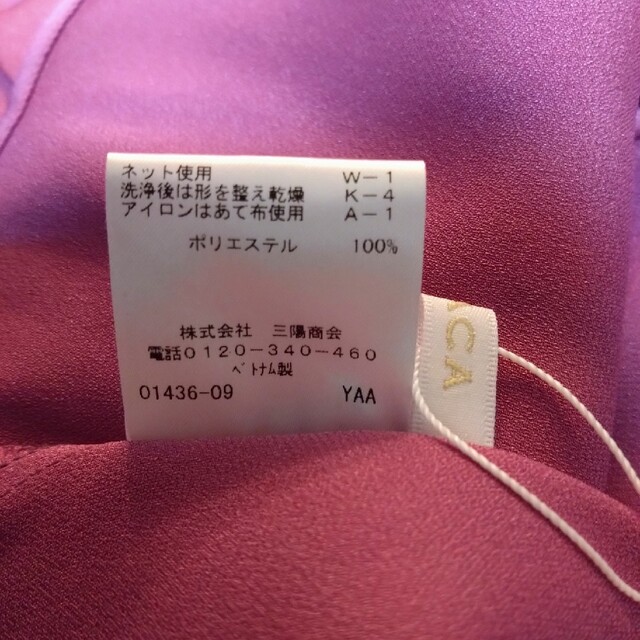 ネット使用 W-1
洗浄後は形を整え乾燥 K-4
アイロンはあて布使用 A-1
ポリエステル 100%
株式会社 三陽商会
電話0120-340-460
ﾍﾞﾄﾅﾑ製
01436-09 YAA
ACA